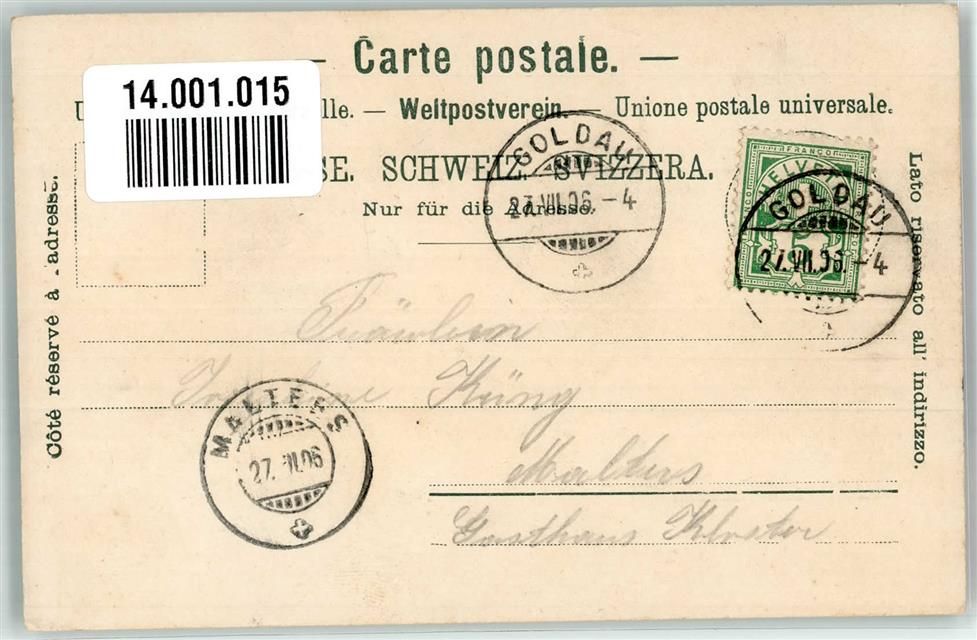 Carte postale.
14.001.015
lle. — Weltpostverein. — Unione postale universale.
SE. SCHWEIZ. SVIZZERA.
Nur für die Adresse.
Côté réservé à l'adresse.
Lato riservato all' indirizzo.
FRANCO
HELVETIA
5
GOLDAU
27.VII.06.-4
GOLDAU
27.VII.06.-4
Fräulein
Küng
Malters
Gasthaus Kloster
MALTERS
27.VII.06